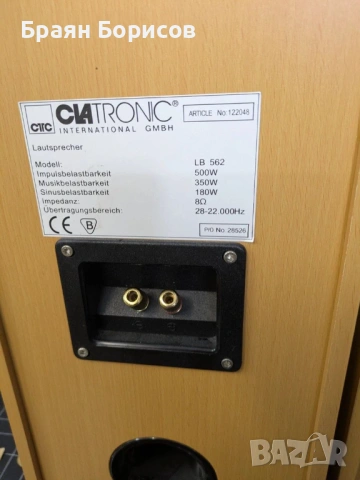 Браян Борисов
CTC CLATRONIC®
INTERNATIONAL GMBH
ARTICLE No:122048
Lautsprecher
Modell: LB 562
Impulsbelastbarkeit 500W
Musikbelastbarkeit 350W
Sinusbelastbarkeit 180W
Impedanz: 8Ω
Übertragungsbereich: 28-22.000Hz
CE B
P/O No: 28526
BAZAR